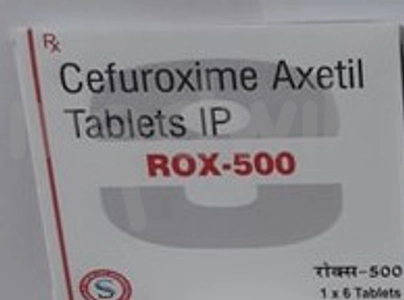 Rx
Cefuroxime Axetil
Tablets IP
ROX-500
रोक्स-500
1 x 6 Tablets
S